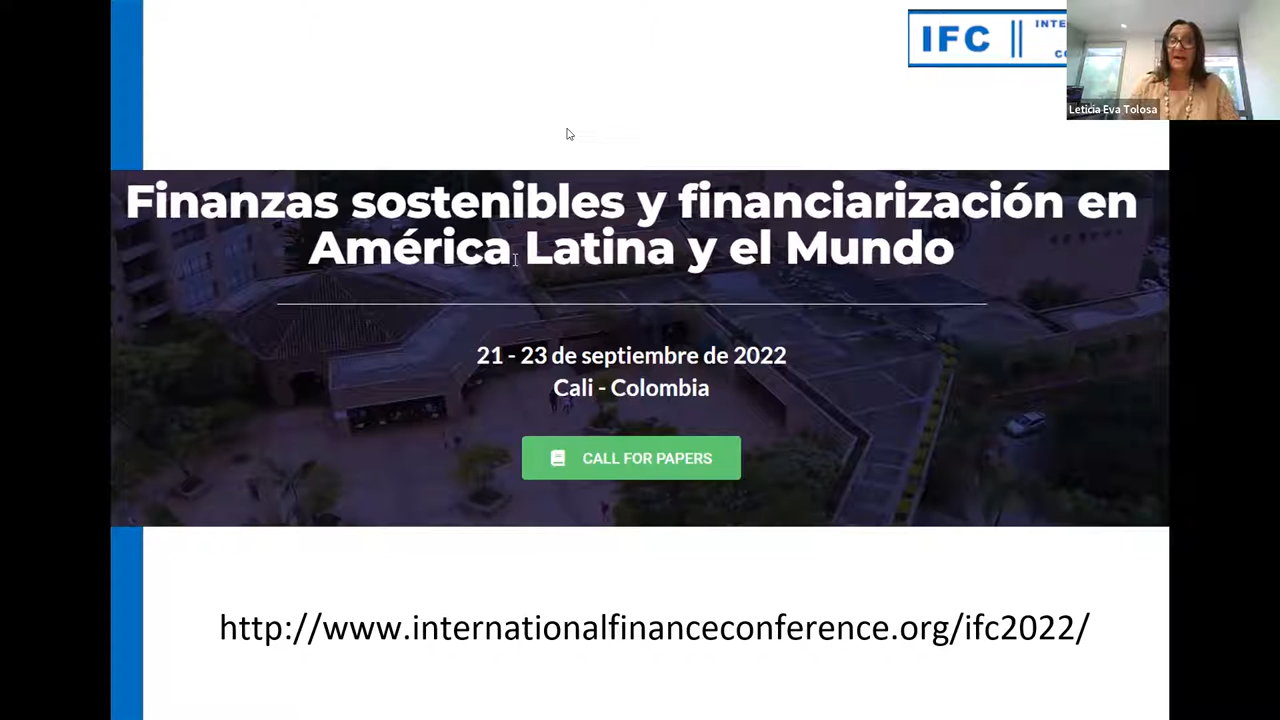 IFC
Leticia Eva Tolosa
Finanzas sostenibles y financiarización en
América Latina y el Mundo
21 - 23 de septiembre de 2022
Cali - Colombia
CALL FOR PAPERS
http://www.internationalfinanceconference.org/ifc2022/